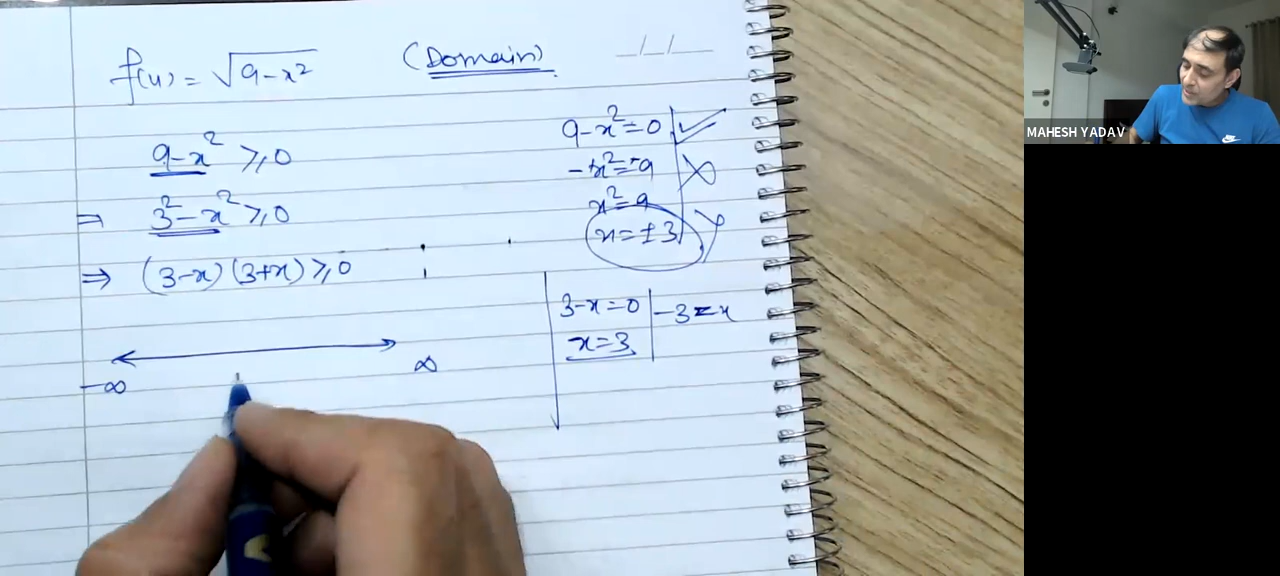 f(x) = √9-x² (Domain) _/_/_
9-x² ≥ 0
⇒ 3²-x² ≥ 0
⇒ (3-x)(3+x) ≥ 0
-∞ ∞
9-x²=0
-x²=-9
x²=9
x=±3
3-x=0 -3=x
x=3
MAHESH YADAV